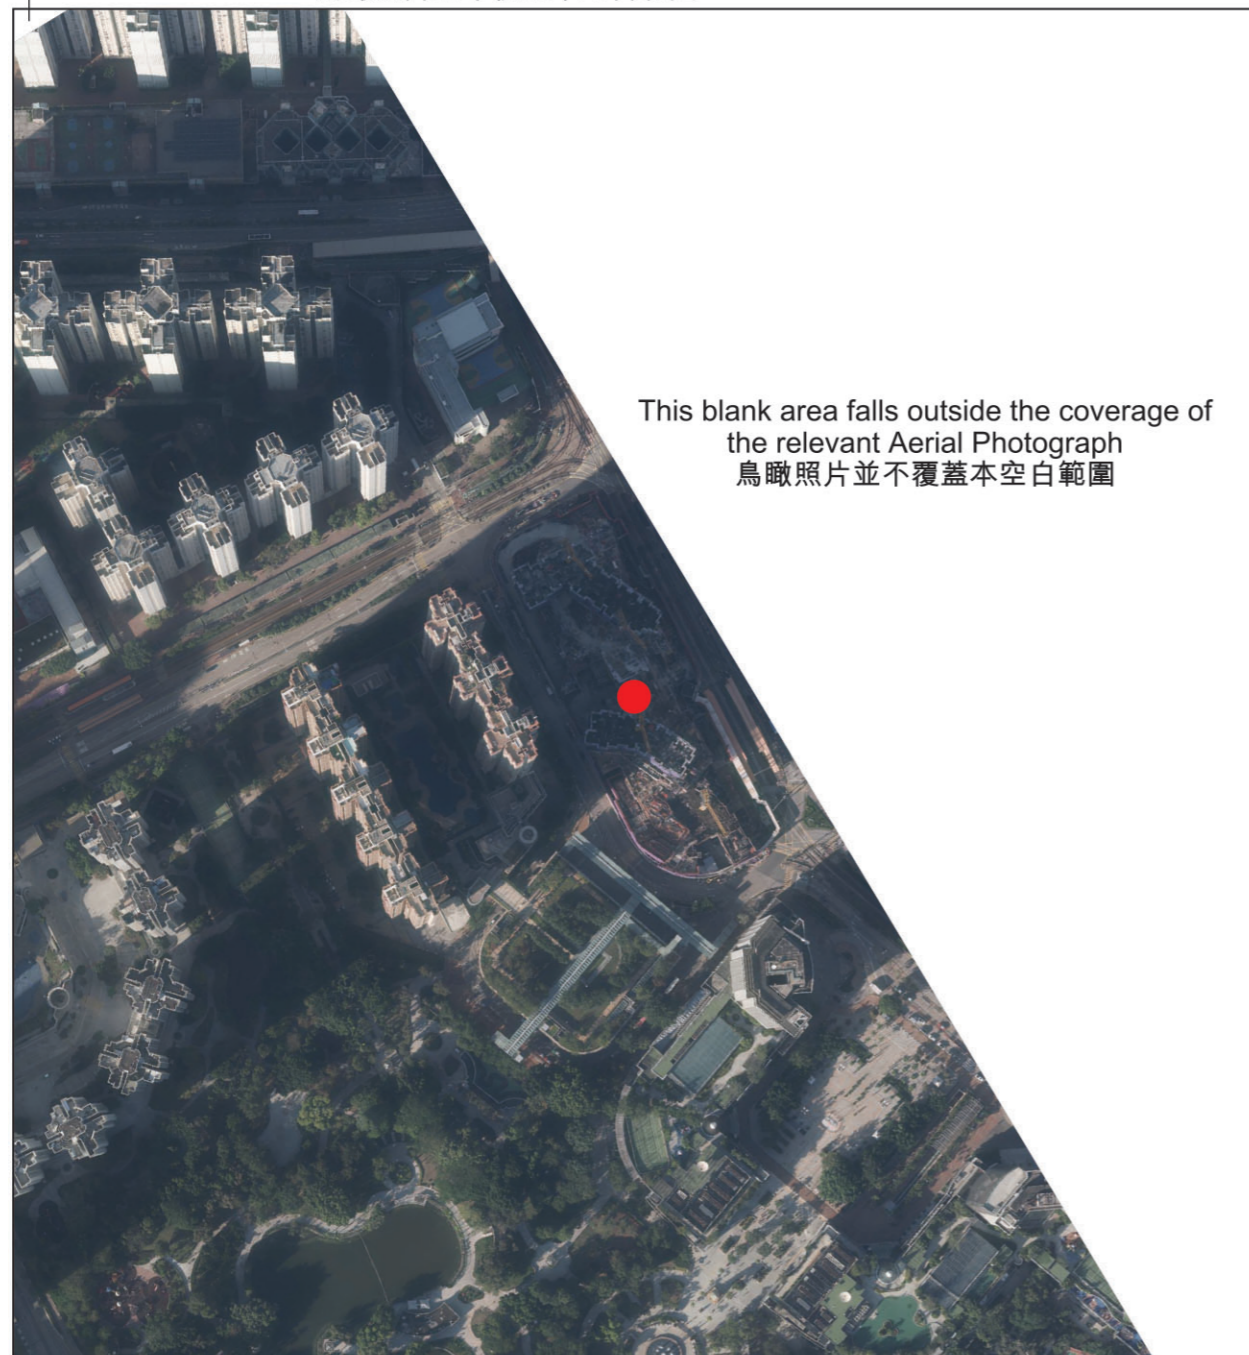 This blank area falls outside the coverage of
the relevant Aerial Photograph
鳥瞰照片並不覆蓋本空白範圍